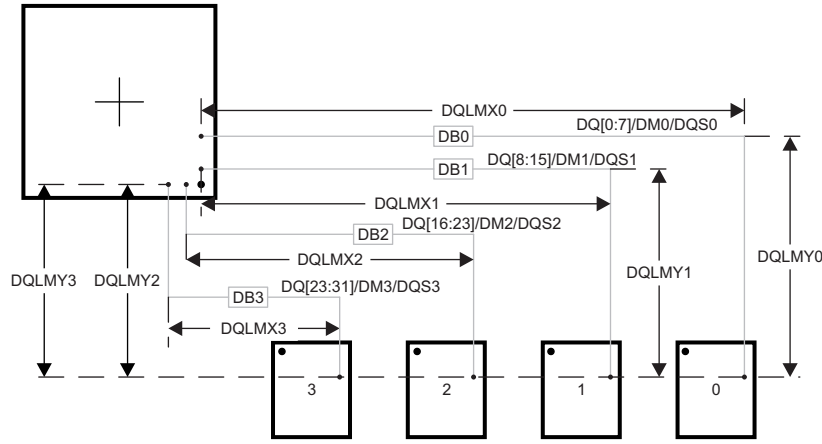 DQLMX0
DQ[0:7]/DM0/DQS0
DB0
DQ[8:15]/DM1/DQS1
DB1
DQLMX1
DQ[16:23]/DM2/DQS2
DB2
DQLMX2
DQLMY3
DQLMY2
DQLMY1
DQLMY0
DQ[23:31]/DM3/DQS3
DB3
DQLMX3
3
2
1
0